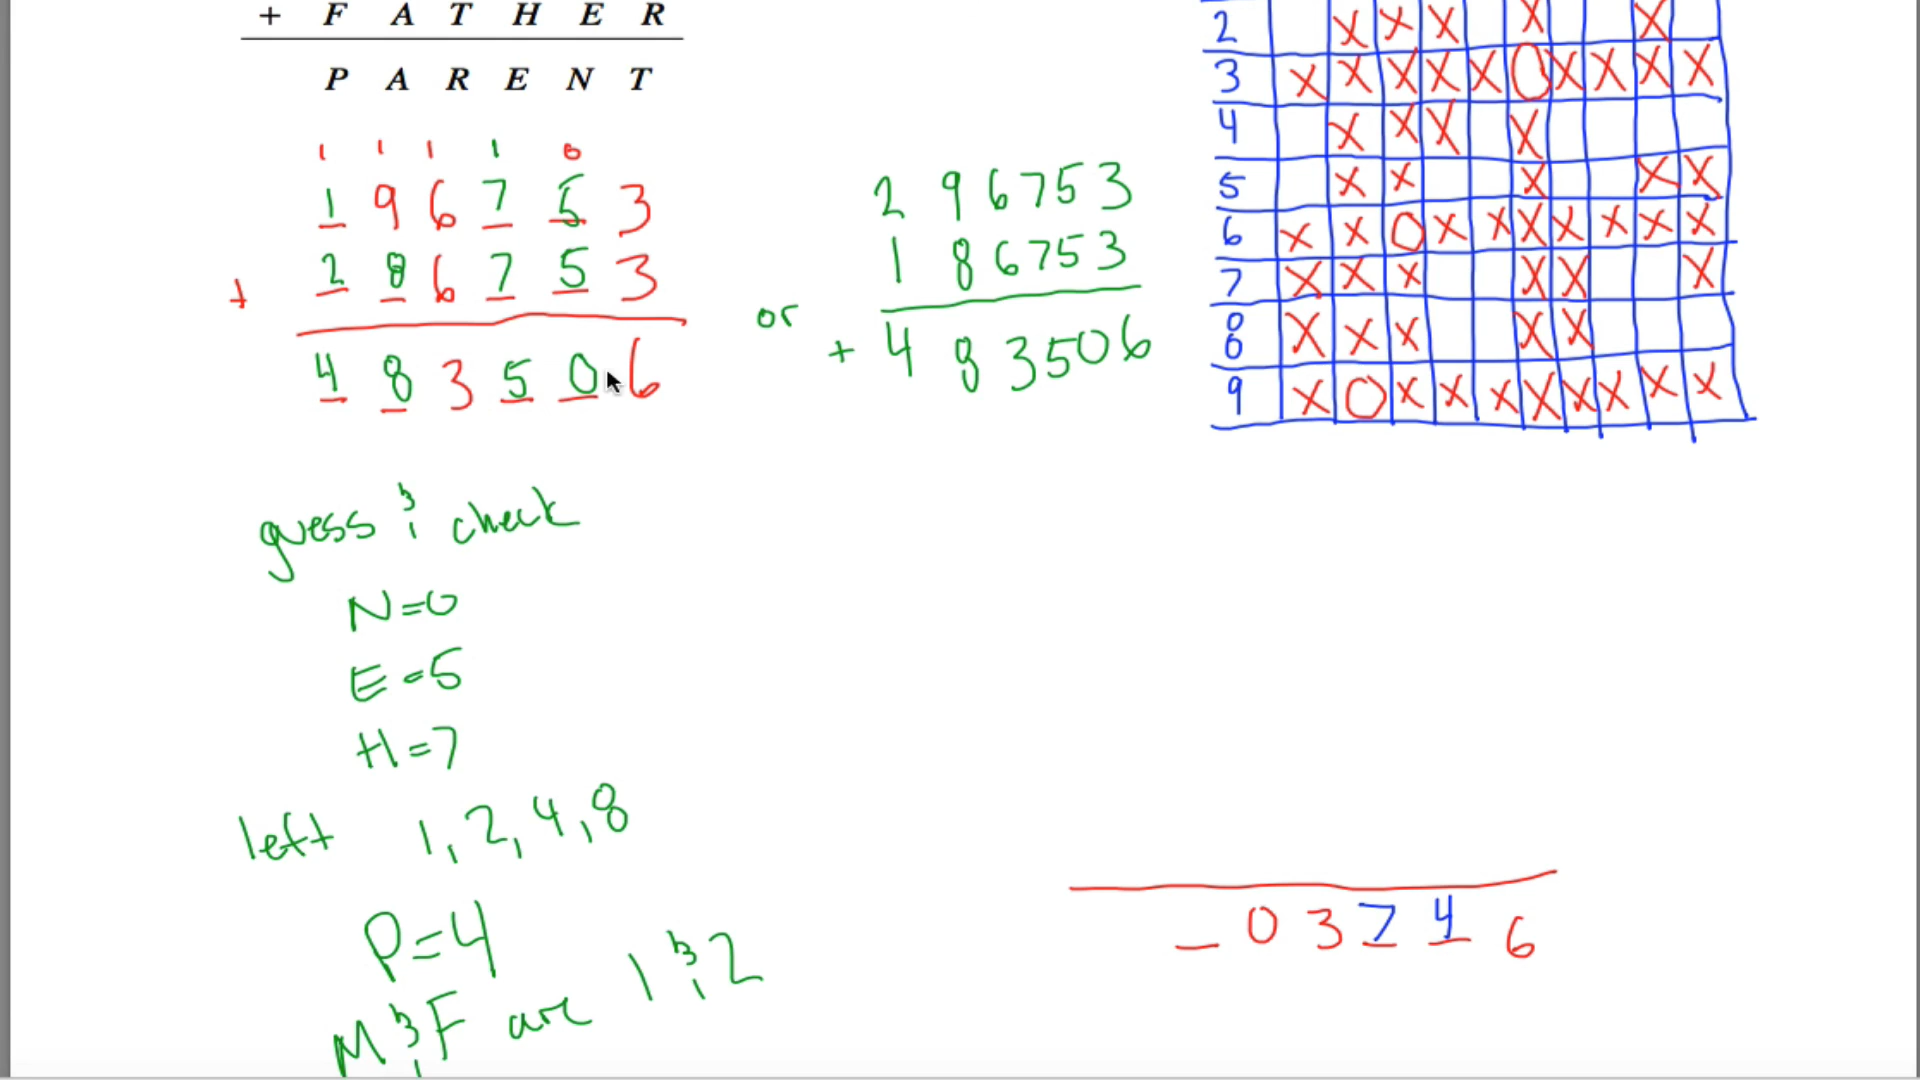 + F A T H E R
P A R E N T
1 1 1 1 0
1 9 6 7 5 3
+ 2 8 6 7 5 3
4 8 3 5 0 6
or
2 9 6 7 5 3
1 8 6 7 5 3
+ 4 8 3 5 0 6
2 X X X X X
3 X X X X X O X X X X
4 X X X X
5 X X X X X
6 X X O X X X X X X X
7 X X X X X X
8 X X X X X
9 X O X X X X X X X X
guess & check
N=0
E=5
H=7
left 1, 2, 4, 8
P=4
M & F are 1 & 2
_ 0 3 7 4 6